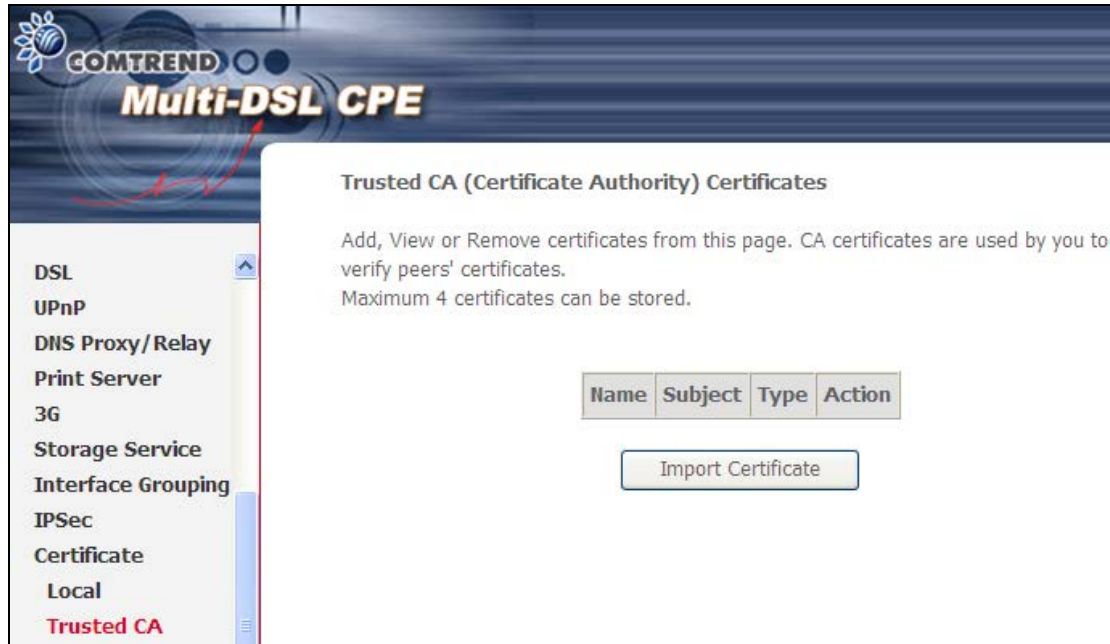 COMTREND
Multi-DSL CPE
DSL
UPnP
DNS Proxy/Relay
Print Server
3G
Storage Service
Interface Grouping
IPSec
Certificate
Local
Trusted CA
Trusted CA (Certificate Authority) Certificates
Add, View or Remove certificates from this page. CA certificates are used by you to
verify peers' certificates.
Maximum 4 certificates can be stored.
Name Subject Type Action
Import Certificate